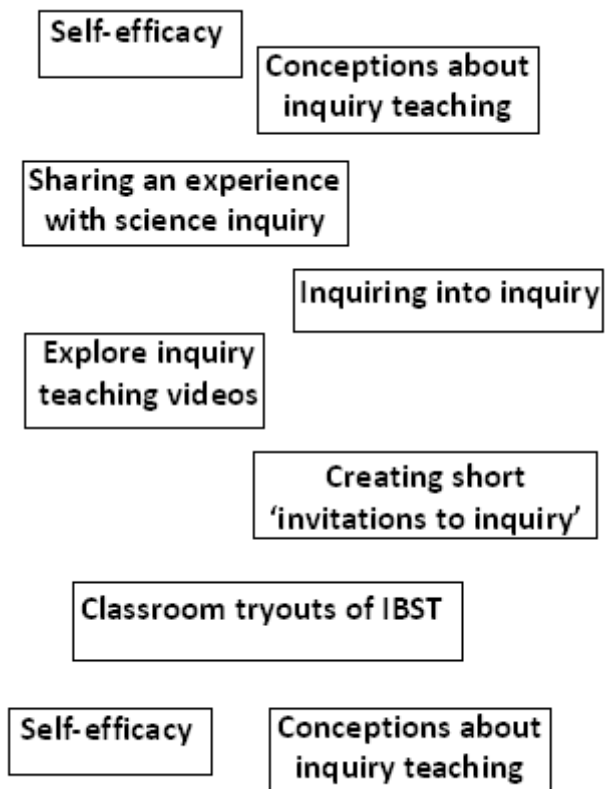 Self-efficacy
Conceptions about
inquiry teaching
Sharing an experience
with science inquiry
Inquiring into inquiry
Explore inquiry
teaching videos
Creating short
‘invitations to inquiry’
Classroom tryouts of IBST
Self-efficacy
Conceptions about
inquiry teaching